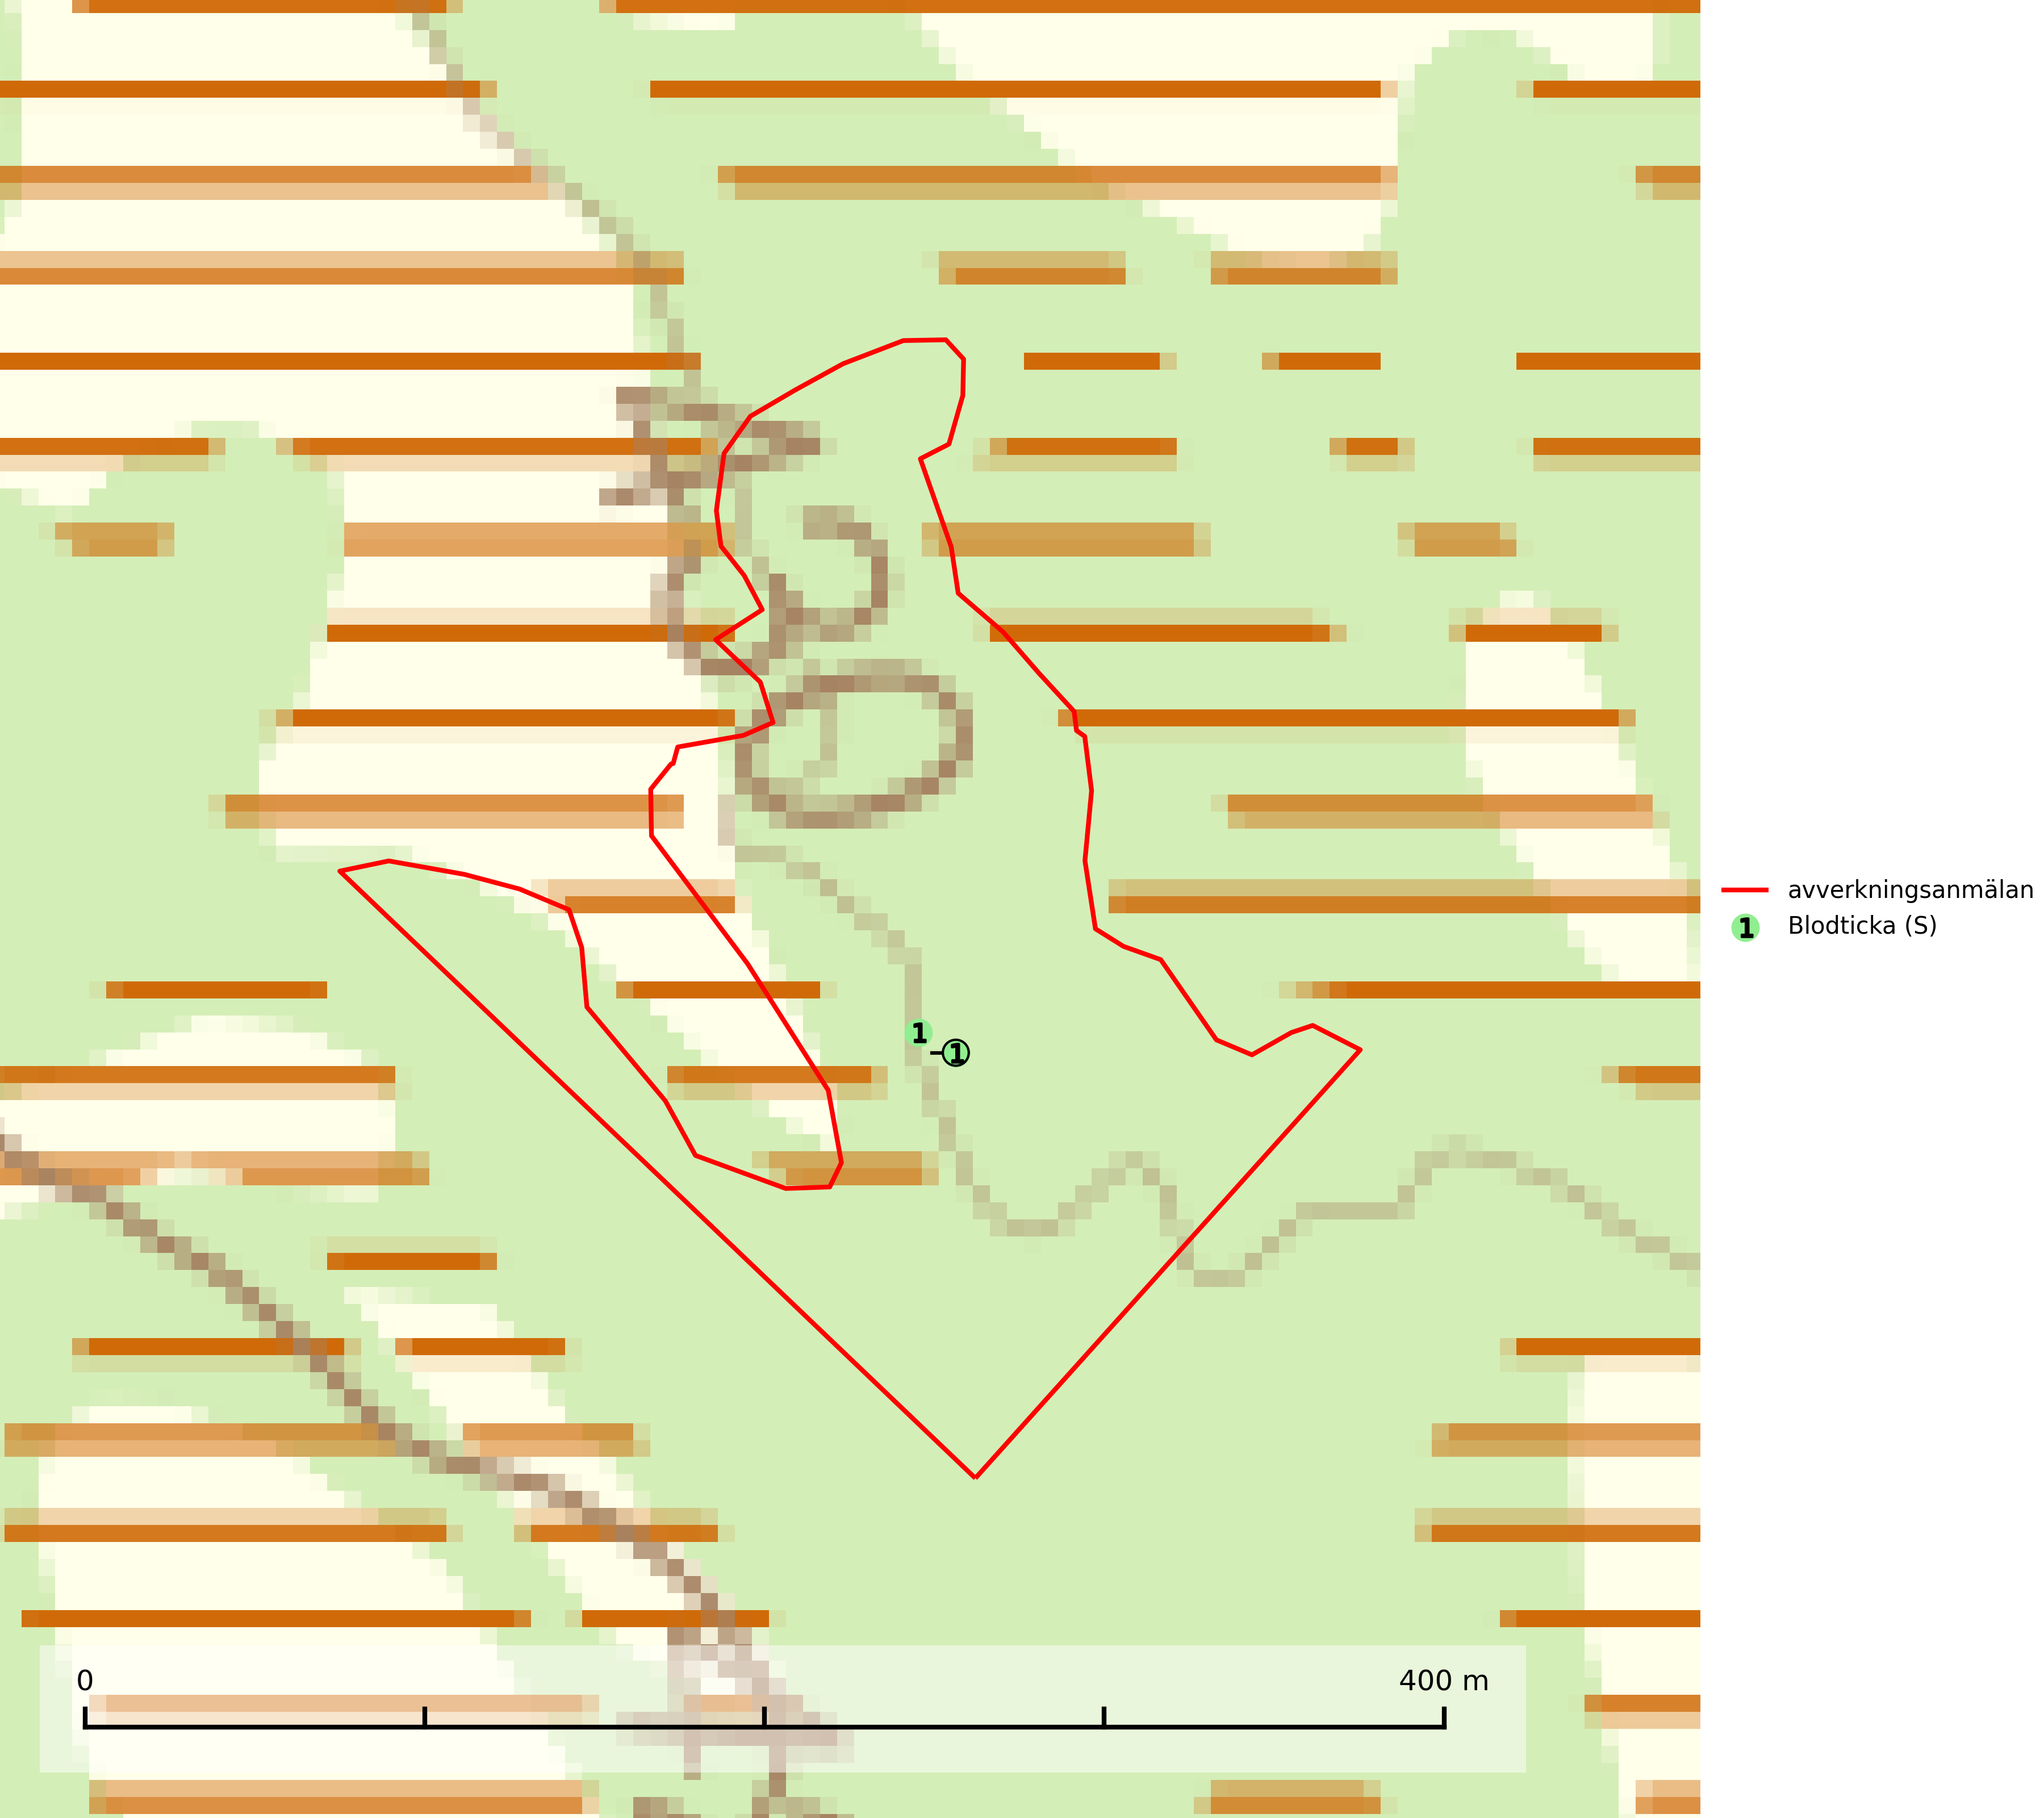 avverkningsanmälan
1 Blodticka (S)
1
1
0 400 m